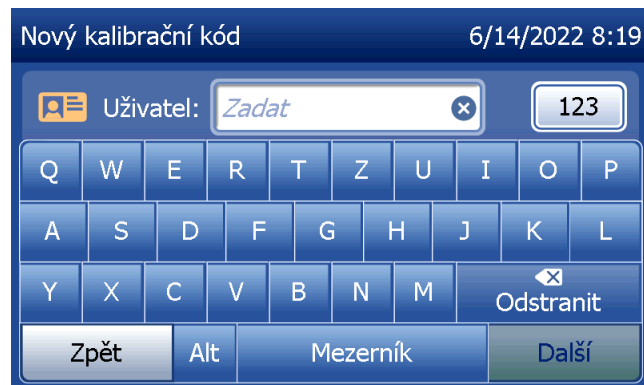 Nový kalibrační kód 6/14/2022 8:19
Uživatel: Zadat 123
Q W E R T Z U I O P
A S D F G H J K L
Y X C V B N M Odstranit
Zpět Alt Mezerník Další